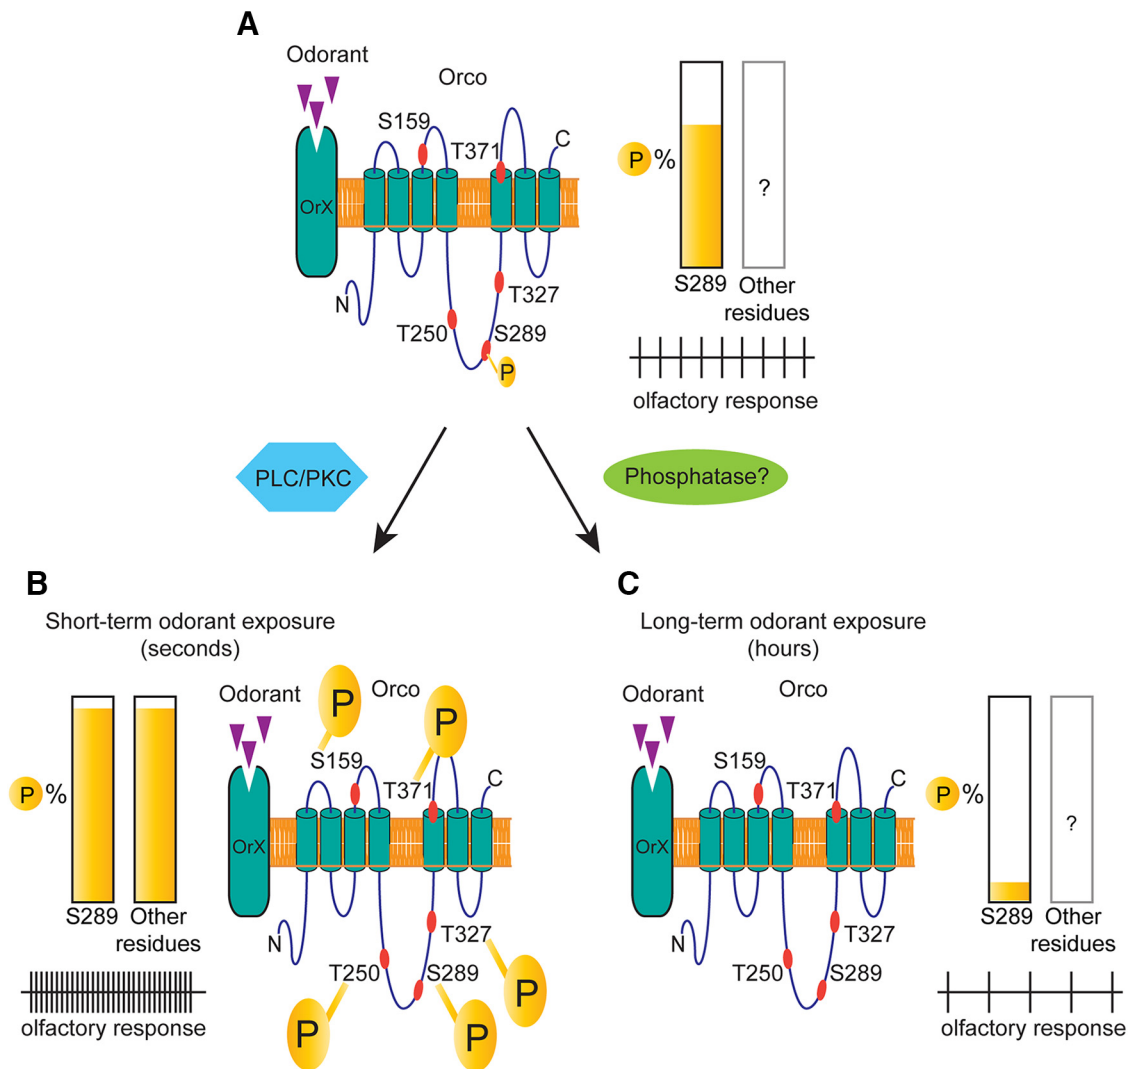 A
Odorant
Orco
S159
T371
C
P %
?
OrX
N
T327
T250
S289
P
S289
Other
residues
olfactory response
PLC/PKC
Phosphatase?
B
Short-term odorant exposure
(seconds)
P %
S289
Other
residues
olfactory response
Odorant
Orco
P
P
S159
T371
C
OrX
N
T327
T250
S289
P
P
P
C
Long-term odorant exposure
(hours)
Odorant
Orco
S159
T371
C
OrX
N
T327
T250
S289
P %
?
S289
Other
residues
olfactory response